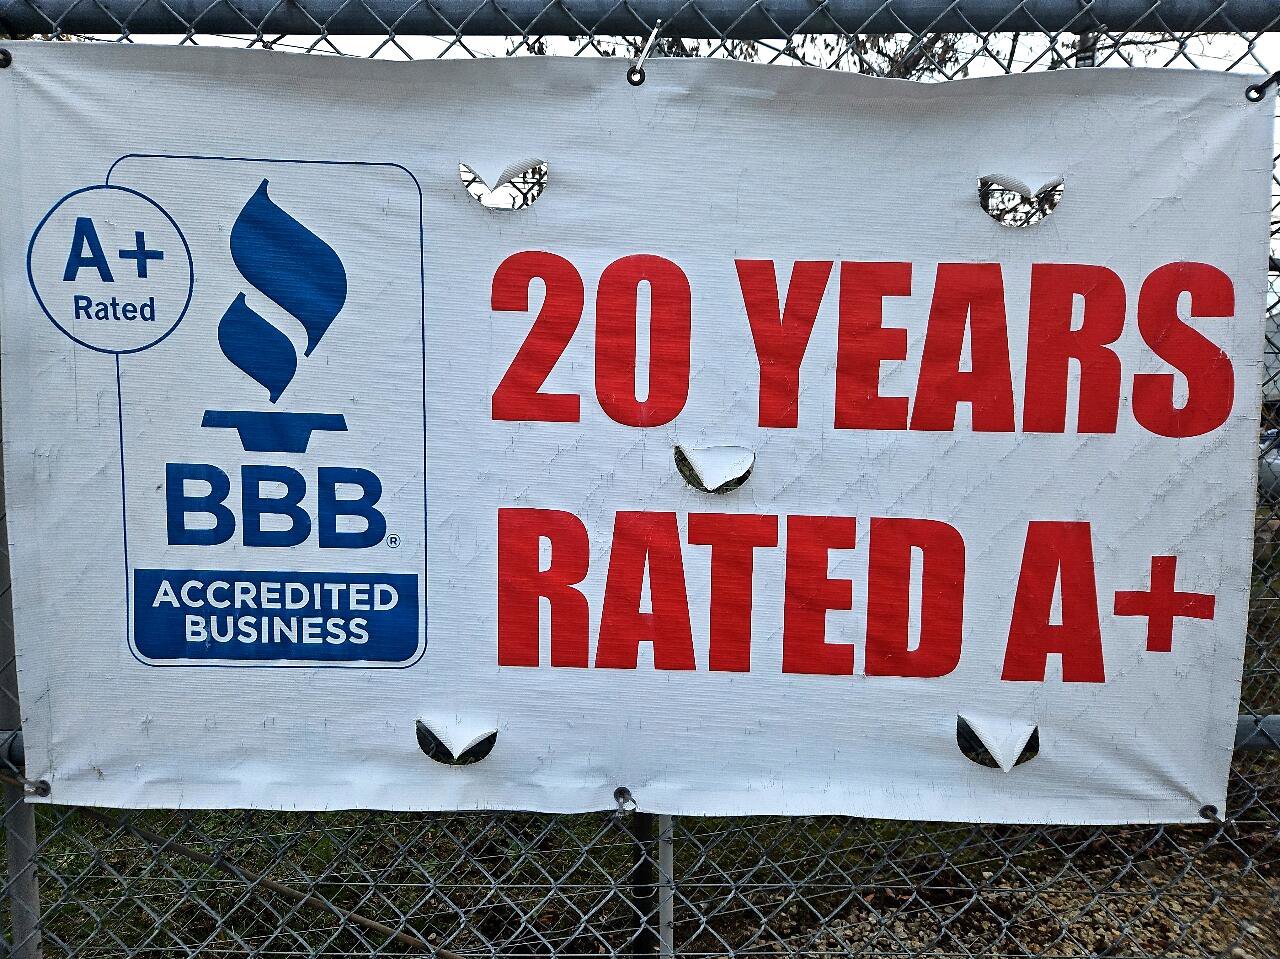 A+
Rated
BBB®
ACCREDITED
BUSINESS
20 YEARS
RATED A+